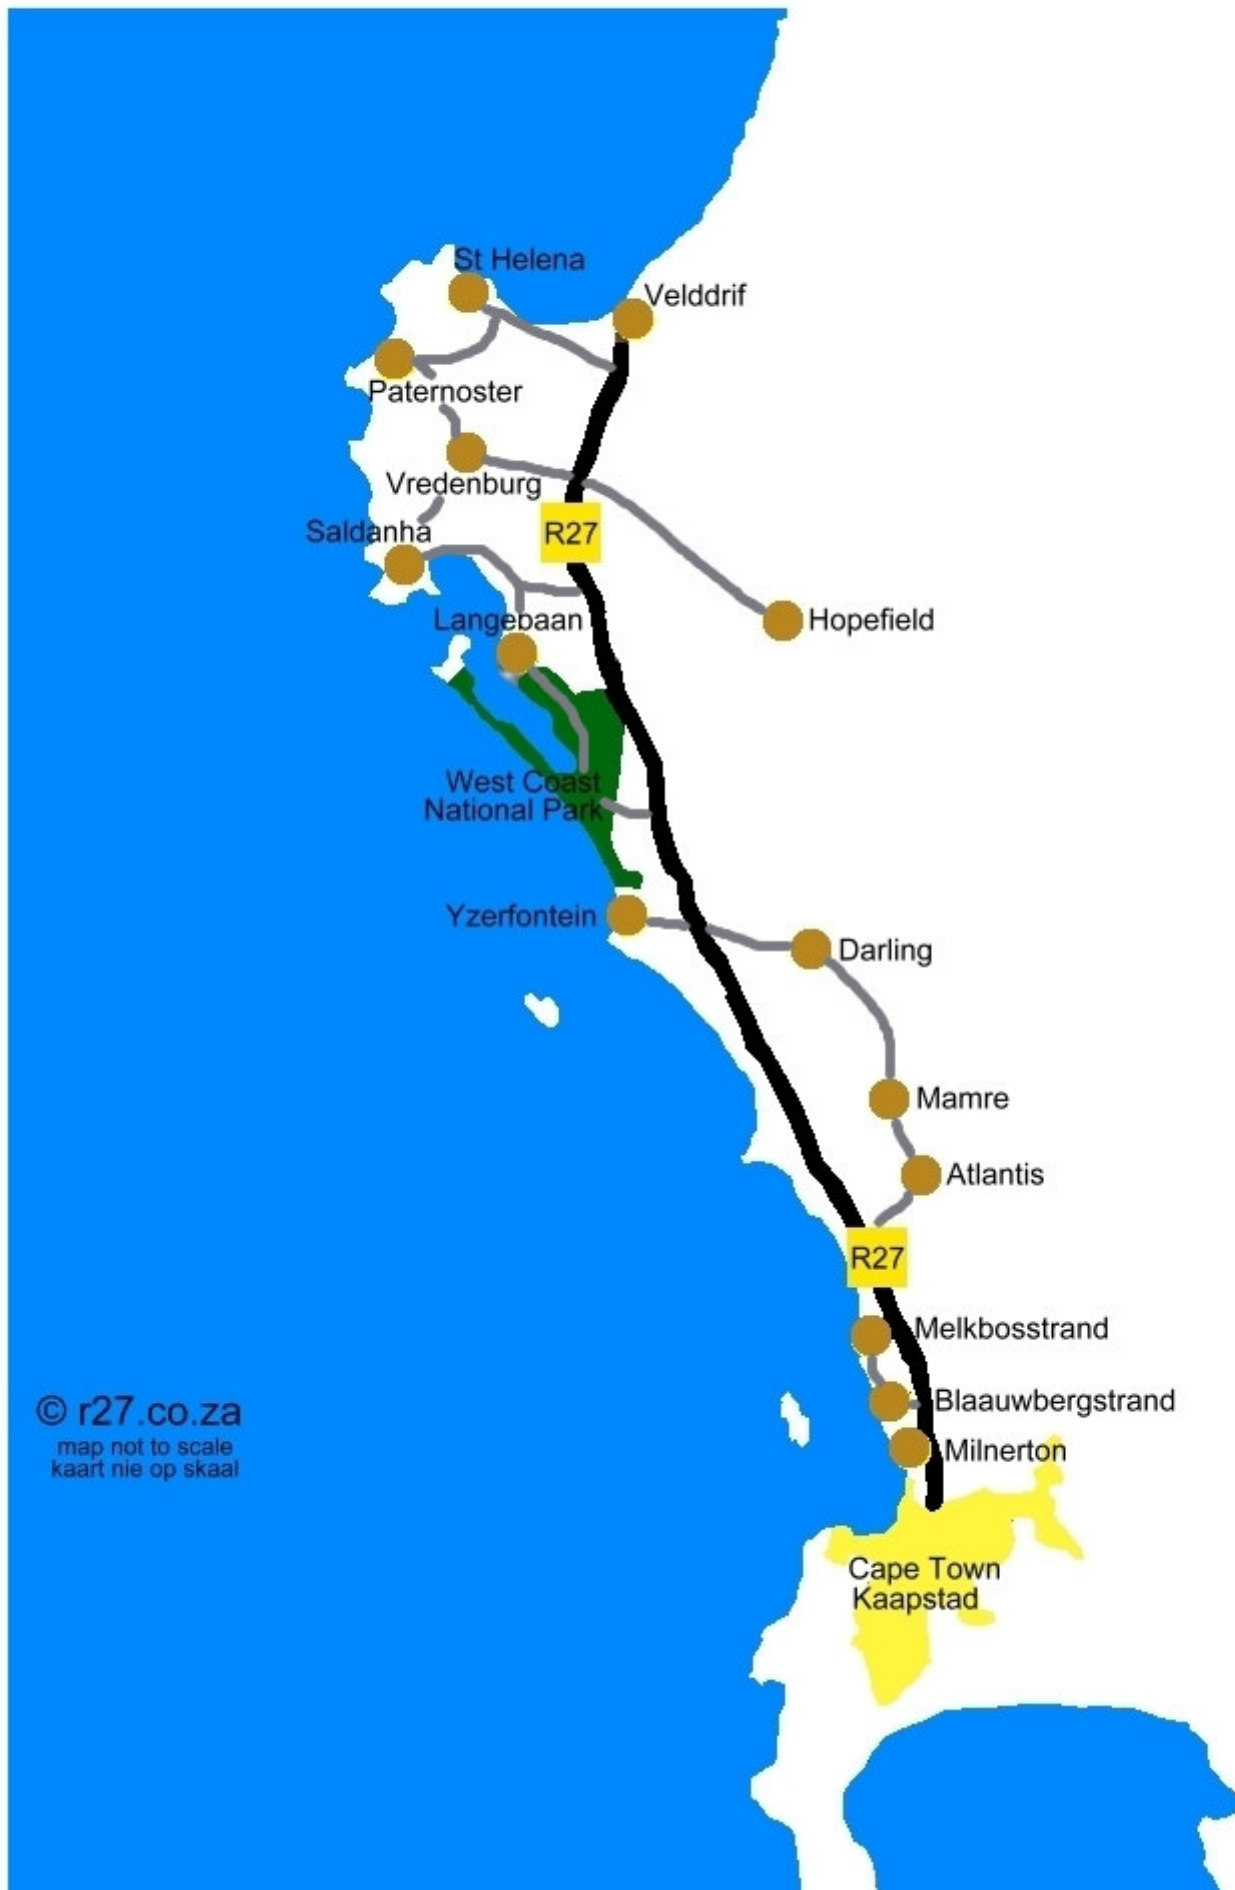 St Helena
Velddrif
Paternoster
Vredenburg
Saldanha
R27
Langebaan
Hopefield
West Coast
National Park
Yzerfontein
Darling
Mamre
Atlantis
R27
Melkbosstrand
Blaauwbergstrand
Milnerton
© r27.co.za
map not to scale
kaart nie op skaal
Cape Town
Kaapstad